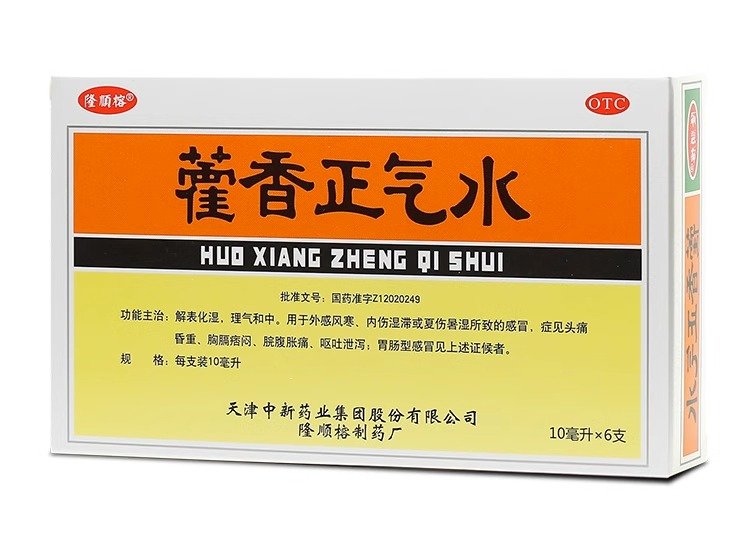 隆顺榕®
OTC
藿香正气水
HUO XIANG ZHENG QI SHUI
批准文号：国药准字Z12020249
功能主治：解表化湿，理气和中。用于外感风寒、内伤湿滞或夏伤暑湿所致的感冒，症见头痛
昏重、胸膈痞闷、脘腹胀痛、呕吐泄泻；胃肠型感冒见上述证候者。
规　格：每支装10毫升
天津中新药业集团股份有限公司
隆顺榕制药厂
10毫升×6支
藿香正气水